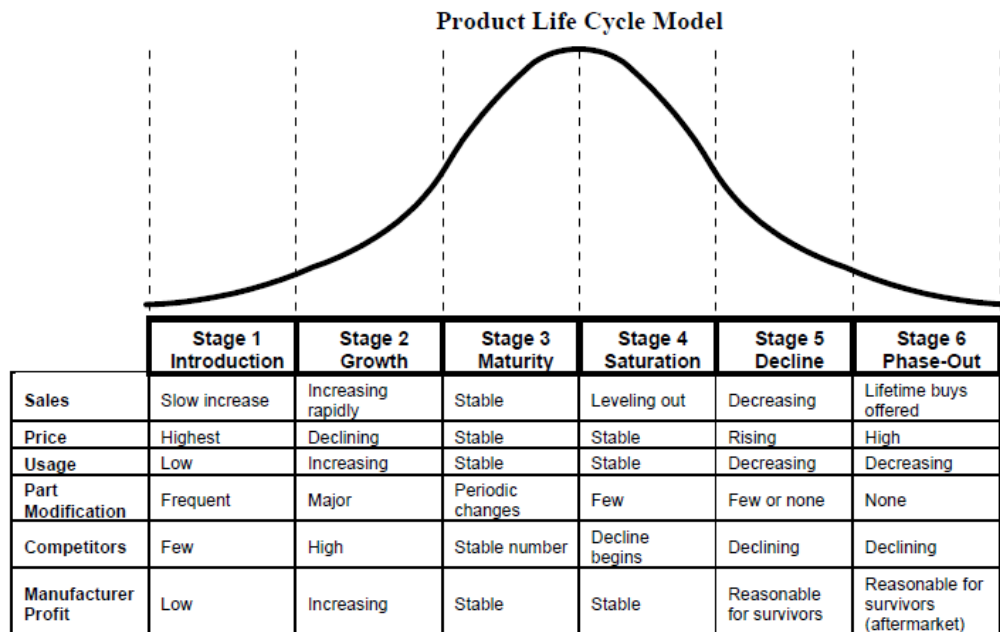 Product Life Cycle Model
Stage 1 Stage 2 Stage 3 Stage 4 Stage 5 Stage 6
Introduction Growth Maturity Saturation Decline Phase-Out
Sales Slow increase Increasing rapidly Stable Leveling out Decreasing Lifetime buys offered
Price Highest Declining Stable Stable Rising High
Usage Low Increasing Stable Stable Decreasing Decreasing
Part Modification Frequent Major Periodic changes Few Few or none None
Competitors Few High Stable number Decline begins Declining Declining
Manufacturer Profit Low Increasing Stable Stable Reasonable for survivors Reasonable for survivors (aftermarket)